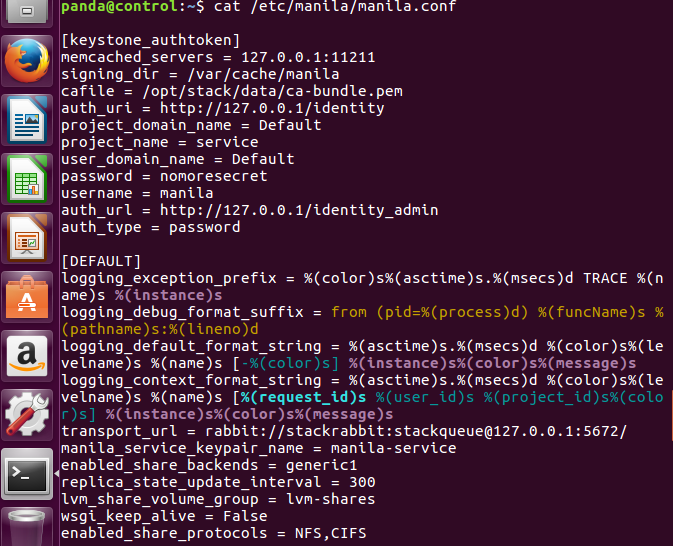 panda@control:~$ cat /etc/manila/manila.conf
[keystone_authtoken]
memcached_servers = 127.0.0.1:11211
signing_dir = /var/cache/manila
cafile = /opt/stack/data/ca-bundle.pem
auth_uri = http://127.0.0.1/identity
project_domain_name = Default
project_name = service
user_domain_name = Default
password = nomoresecret
username = manila
auth_url = http://127.0.0.1/identity_admin
auth_type = password
[DEFAULT]
logging_exception_prefix = %(color)s%(asctime)s.%(msecs)d TRACE %(n
ame)s %(instance)s
logging_debug_format_suffix = from (pid=%(process)d) %(funcName)s %
(pathname)s:%(lineno)d
logging_default_format_string = %(asctime)s.%(msecs)d %(color)s%(le
velname)s %(name)s [-%(color)s] %(instance)s%(color)s%(message)s
logging_context_format_string = %(asctime)s.%(msecs)d %(color)s%(le
velname)s %(name)s [%(request_id)s %(user_id)s %(project_id)s%(colo
r)s] %(instance)s%(color)s%(message)s
transport_url = rabbit://stackrabbit:stackqueue@127.0.0.1:5672/
manila_service_keypair_name = manila-service
enabled_share_backends = generic1
replica_state_update_interval = 300
lvm_share_volume_group = lvm-shares
wsgi_keep_alive = False
enabled_share_protocols = NFS,CIFS